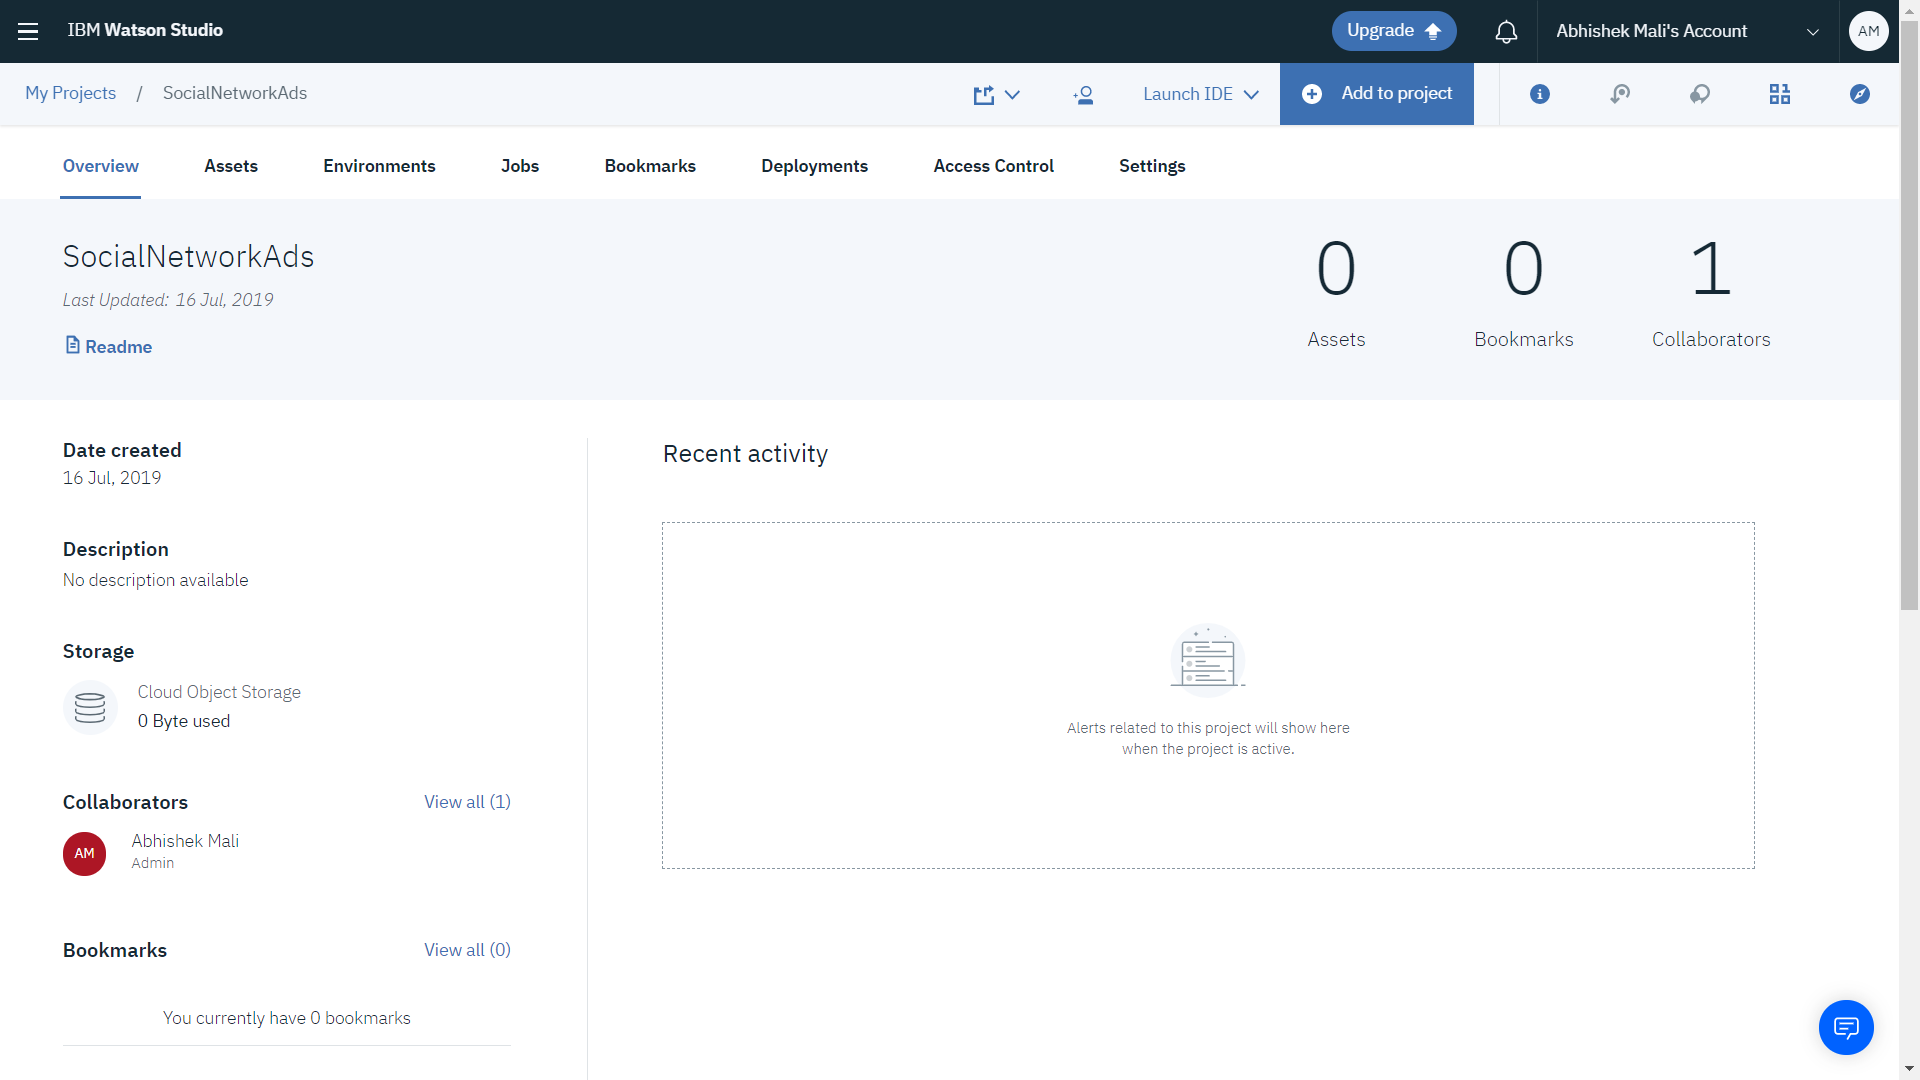 IBM Watson Studio
Upgrade
Abhishek Mali's Account
AM
My Projects / SocialNetworkAds
Launch IDE
Add to project
Overview
Assets
Environments
Jobs
Bookmarks
Deployments
Access Control
Settings
SocialNetworkAds
Last Updated: 16 Jul, 2019
Readme
0
Assets
0
Bookmarks
1
Collaborators
Date created
16 Jul, 2019
Description
No description available
Storage
Cloud Object Storage
0 Byte used
Collaborators
View all (1)
AM
Abhishek Mali
Admin
Bookmarks
View all (0)
You currently have 0 bookmarks
Recent activity
Alerts related to this project will show here
when the project is active.